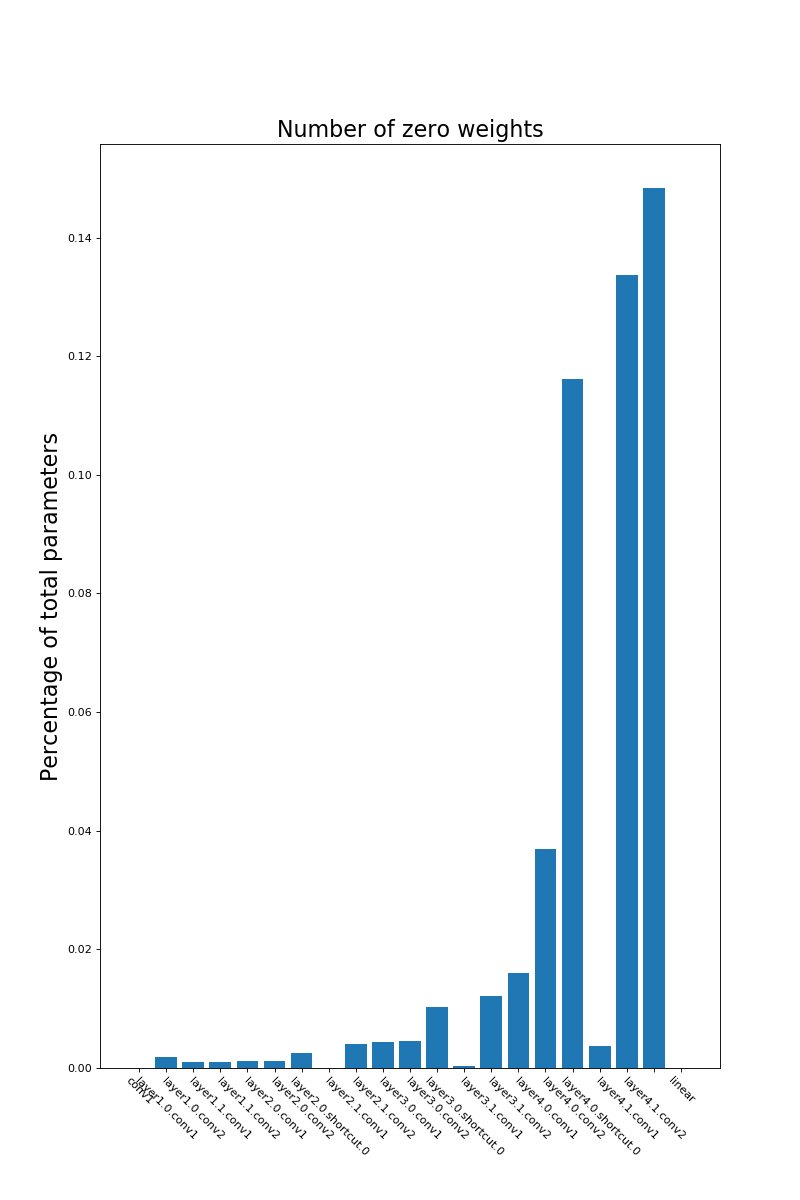 Number of zero weights
Percentage of total parameters
0.14
0.12
0.10
0.08
0.06
0.04
0.02
0.00
conv1
layer1.0.conv1
layer1.0.conv2
layer1.1.conv1
layer1.1.conv2
layer2.0.conv1
layer2.0.conv2
layer2.0.shortcut.0
layer2.1.conv1
layer2.1.conv2
layer3.0.conv1
layer3.0.conv2
layer3.0.shortcut.0
layer3.1.conv1
layer3.1.conv2
layer4.0.conv1
layer4.0.conv2
layer4.0.shortcut.0
layer4.1.conv1
layer4.1.conv2
linear